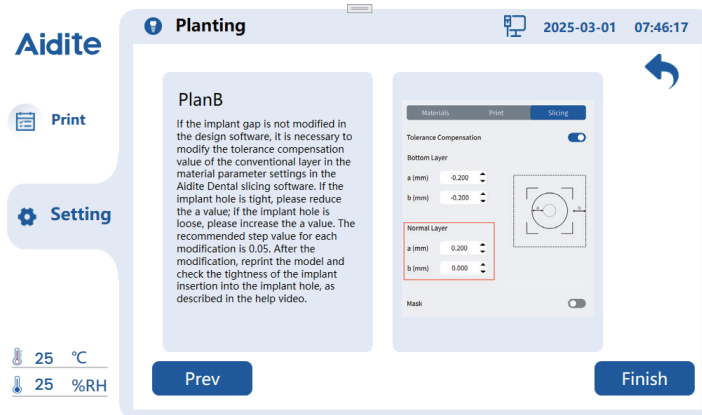 Aidite
Planting
2025-03-01 07:46:17
Print
Setting
25 ℃
25 %RH
PlanB
If the implant gap is not modified in
the design software, it is necessary to
modify the tolerance compensation
value of the conventional layer in the
material parameter settings in the
Aidite Dental slicing software. If the
implant hole is tight, please reduce
the a value; if the implant hole is
loose, please increase the a value. The
recommended step value for each
modification is 0.05. After the
modification, reprint the model and
check the tightness of the implant
insertion into the implant hole, as
described in the help video.
Materials Print Slicing
Tolerance Compensation
Bottom Layer
a (mm) -0.200
b (mm) -0.200
a b
Normal Layer
a (mm) 0.200
b (mm) 0.000
Mask
Prev
Finish